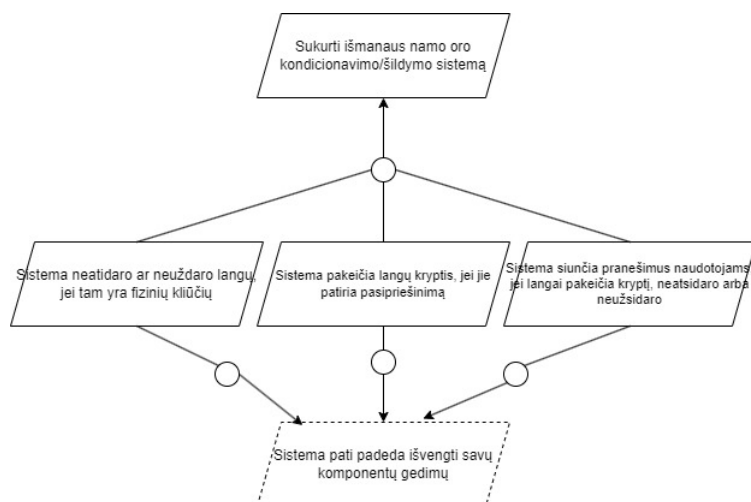 Sukurti išmanaus namo oro
kondicionavimo/šildymo sistemą
Sistema neatidaro ar neuždaro langų,
jei tam yra fizinių kliūčių
Sistema pakeičia langų kryptis, jei jie
patiria pasipriešinimą
Sistema siunčia pranešimus naudotojams,
jei langai pakeičia kryptį, neatsidaro arba
neužsidaro
Sistema pati padeda išvengti savų
komponentų gedimų